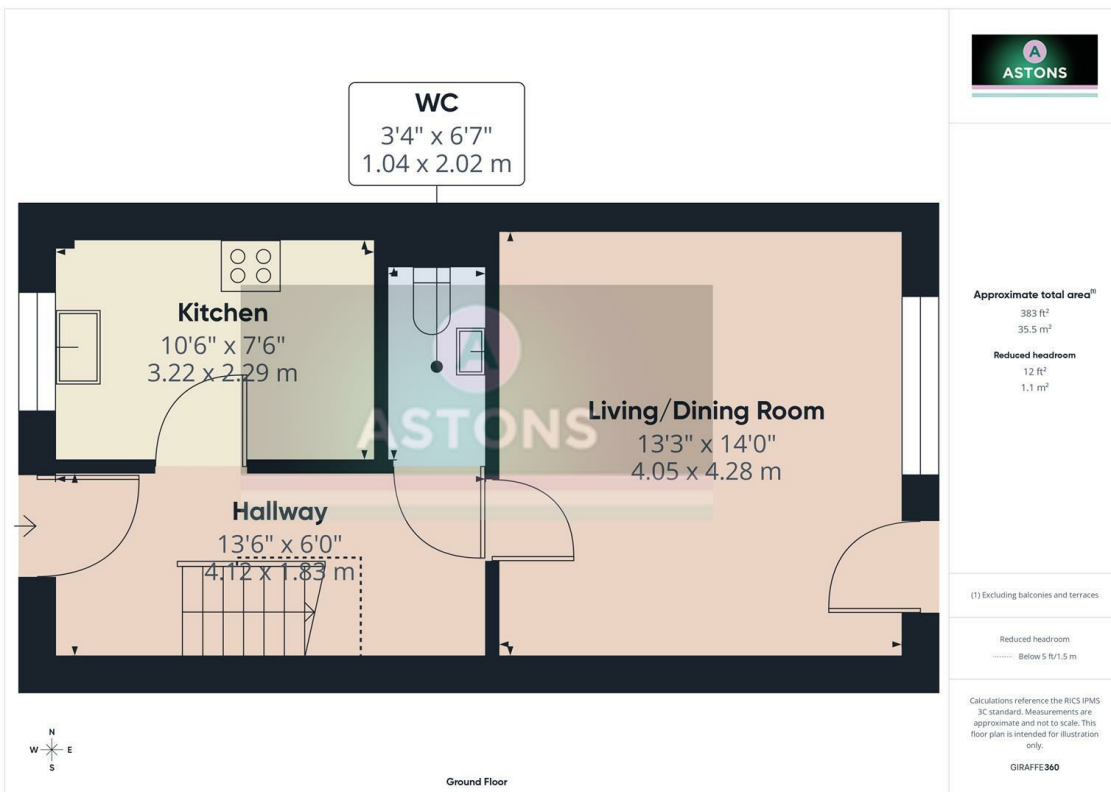 WC
3'4" x 6'7"
1.04 x 2.02 m
Kitchen
10'6" x 7'6"
3.22 x 2.29 m
A
ASTONS
Living/Dining Room
13'3" x 14'0"
4.05 x 4.28 m
Hallway
13'6" x 6'0"
4.12 x 1.83 m
N
W E
S
Ground Floor
A
ASTONS
Approximate total area(1)
383 ft²
35.5 m²
Reduced headroom
12 ft²
1.1 m²
(1) Excluding balconies and terraces
Reduced headroom
Below 5 ft/1.5 m
Calculations reference the RICS IPMS
3C standard. Measurements are
approximate and not to scale. This
floor plan is intended for illustration
only.
GIRAFFE360